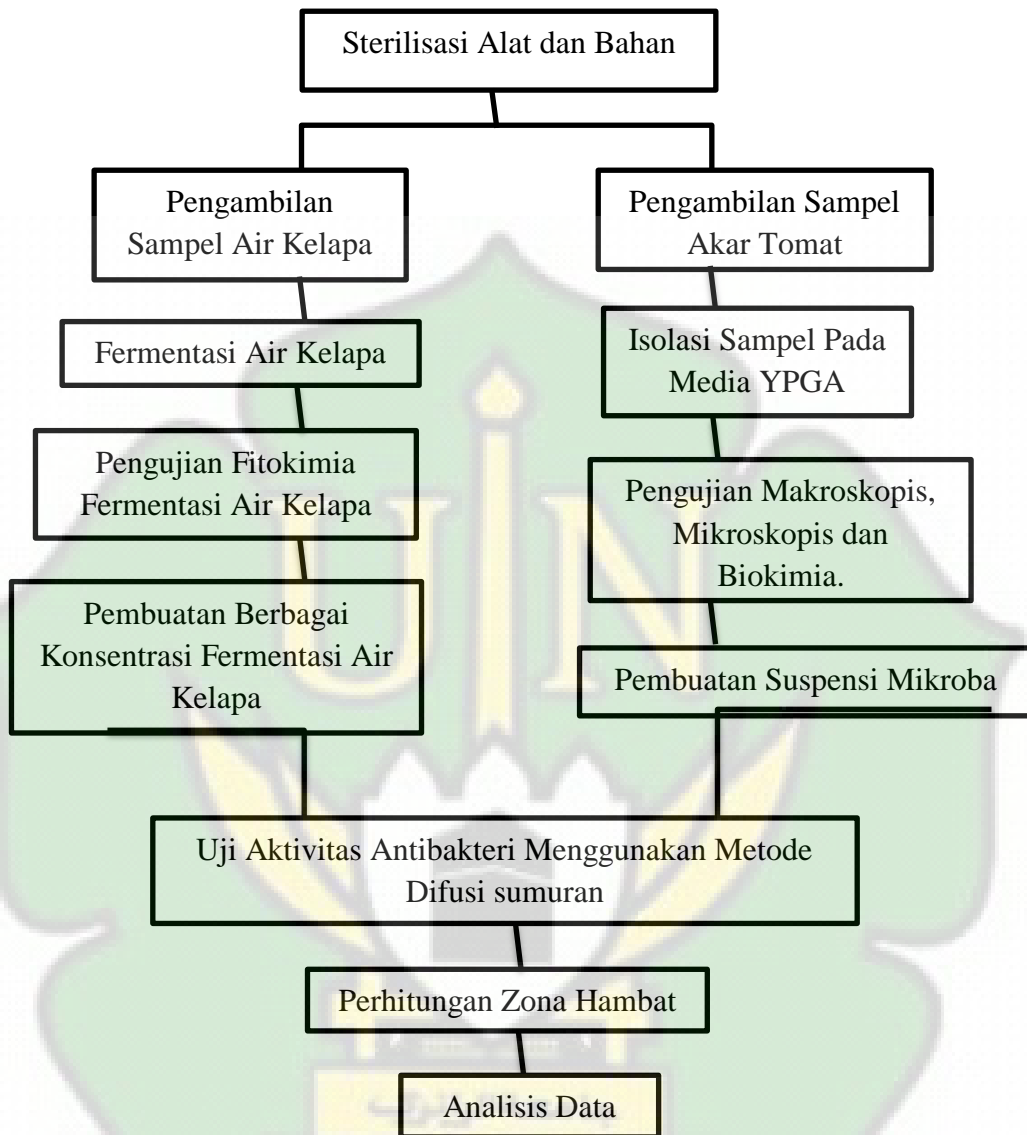 Sterilisasi Alat dan Bahan
Pengambilan
Sampel Air Kelapa
Fermentasi Air Kelapa
Pengujian Fitokimia
Fermentasi Air Kelapa
Pembuatan Berbagai
Konsentrasi Fermentasi Air
Kelapa
Pengambilan Sampel
Akar Tomat
Isolasi Sampel Pada
Media YPGA
Pengujian Makroskopis,
Mikroskopis dan
Biokimia.
Pembuatan Suspensi Mikroba
Uji Aktivitas Antibakteri Menggunakan Metode
Difusi sumuran
Perhitungan Zona Hambat
Analisis Data
UIN